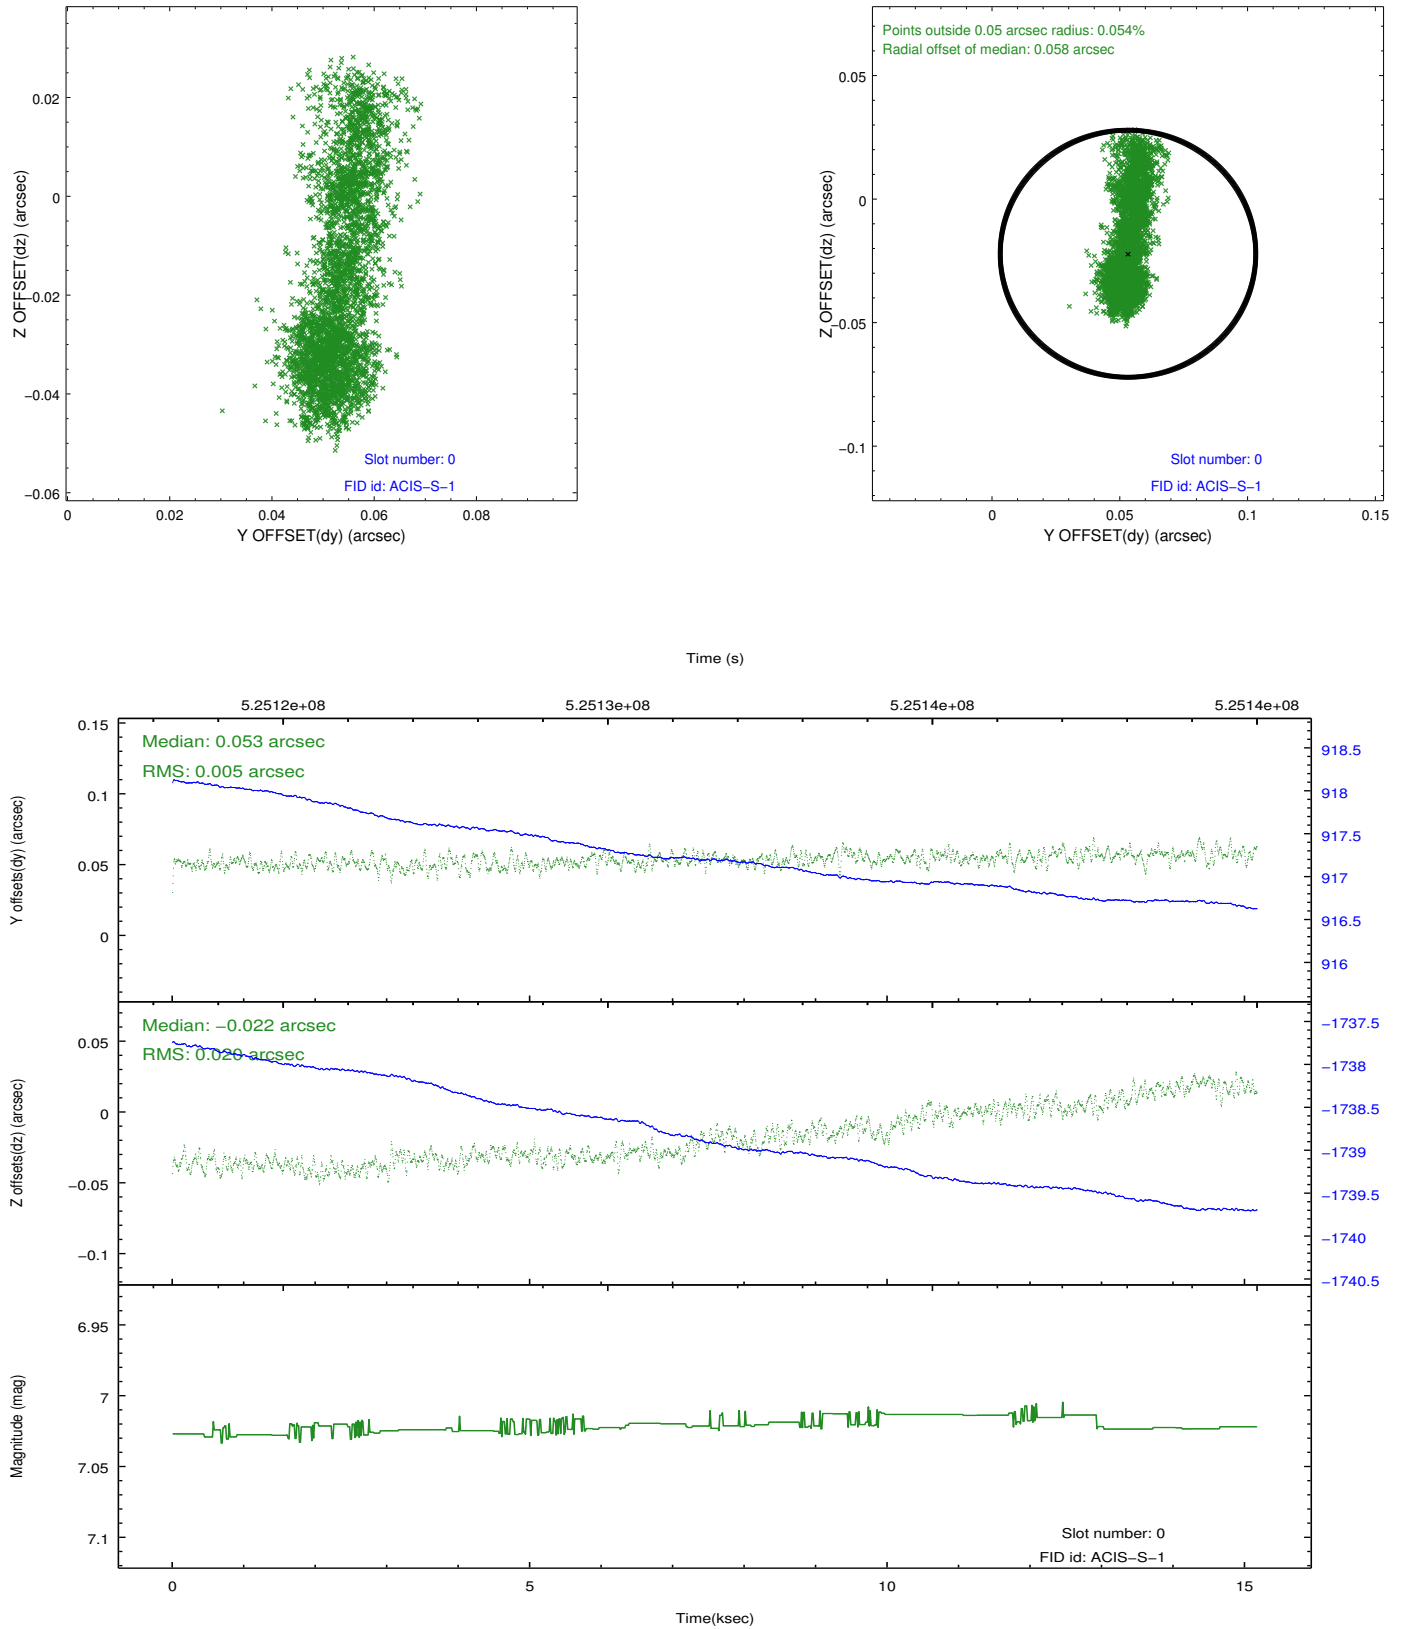 0.02
0
−0.02
−0.04
−0.06
Z OFFSET(dz) (arcsec)
Slot number: 0
FID id: ACIS−S−1
0 0.02 0.04 0.06 0.08
Y OFFSET(dy) (arcsec)
Points outside 0.05 arcsec radius: 0.054%
Radial offset of median: 0.058 arcsec
0.05
0
−0.05
−0.1
Z OFFSET(dz) (arcsec)
Slot number: 0
FID id: ACIS−S−1
0 0.05 0.1 0.15
Y OFFSET(dy) (arcsec)
Time (s)
5.2512e+08 5.2513e+08 5.2514e+08 5.2514e+08
Median: 0.053 arcsec
RMS: 0.005 arcsec
0.15
0.1
0.05
0
Y offsets(dy) (arcsec)
918.5
918
917.5
917
916.5
916
Median: −0.022 arcsec
RMS: 0.020 arcsec
0.05
0
−0.05
−0.1
Z offsets(dz) (arcsec)
−1737.5
−1738
−1738.5
−1739
−1739.5
−1740
−1740.5
6.95
7
7.05
7.1
Magnitude (mag)
Slot number: 0
FID id: ACIS−S−1
0 5 10 15
Time(ksec)